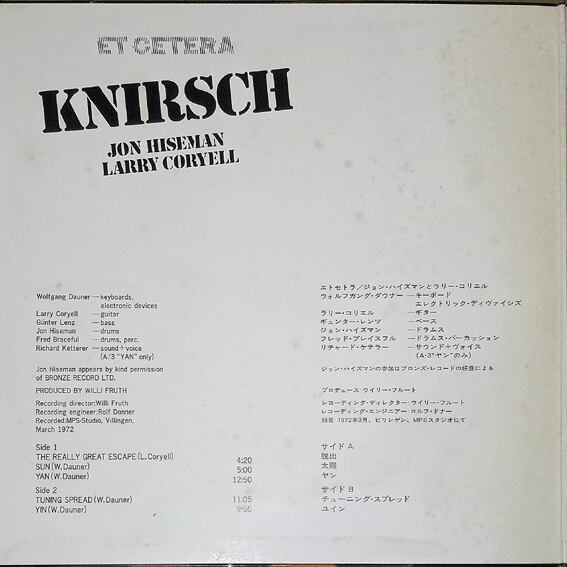 ET CETERA
KNIRSCH
JON HISEMAN
LARRY CORYELL
Wolfgang Dauner—keyboards,
electronic devices
Larry Coryell —guitar
Günter Lenz —bass
Jon Hiseman —drums
Fred Braceful —drums, perc.
Richard Ketterer —sound+voice
(A/3 "YAN" only)
Jon Hiseman appears by kind permission
of BRONZE RECORD LTD.
PRODUCED BY WILLI FRUTH
Recording director:Willi Fruth
Recording engineer:Rolf Donner
Recorded:MPS-Studio, Villingen,
March 1972
Side 1
THE REALLY GREAT ESCAPE(L.Coryell) 4:20
SUN(W.Dauner) 5:00
YAN(W.Dauner) 12:50
Side 2
TUNING SPREAD(W.Dauner) 11:05
YIN(W.Dauner) 9:50
エトセトラ/ジョン・ハイズマンとラリー・コリエル
ウォルフガング・ダウナー—キーボード
エレクトリック・ディヴァイシズ
ラリー・コリエル —ギター
ギュンター・レンツ —ベース
ジョン・ハイズマン —ドラムス
フレッド・ブレイスフル —ドラムス・パーカッション
リチャード・ケテラー —サウンド+ヴォイス
(A-3"ヤン"のみ)
ジョン・ハイズマンの参加はブロンズ・レコードの好意による
プロデュース・ウイリー・フルート
レコーディング・ディレクター:ウイリー・フルート
レコーディング・エンジニアー・ロルフ・ドナー
録音:1972年3月、ビリンゲン、MPSスタジオにて
サイドA
脱出
太陽
ヤン
サイドB
チューニング・スプレッド
ユイン